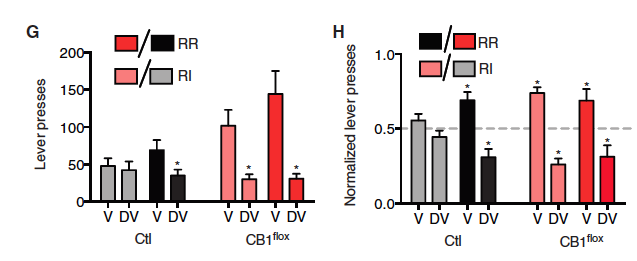 G
RR
RI
Lever presses
200
150
100
50
0
* * *
V DV V DV V DV V DV
Ctl CB1flox
H
RR
RI
Normalized lever presses
1.0
0.5
0.0
* * * * * *
V DV V DV V DV V DV
Ctl CB1flox